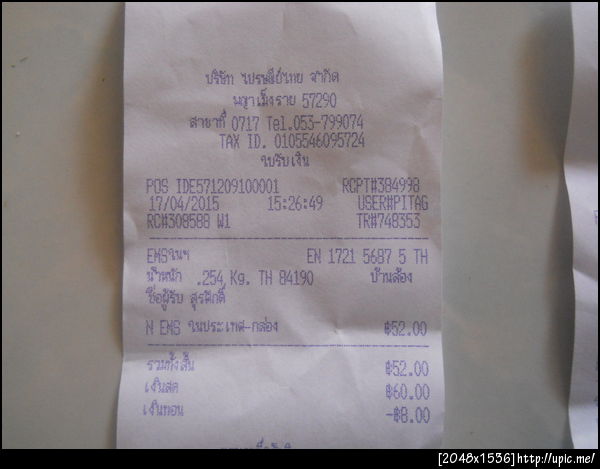 บริษัท ไปรษณีย์ไทย จำกัด
พญาเม็งราย 57290
สาขาที่ 0717 Tel.053-799074
TAX ID. 0105546095724
ใบรับเงิน
POS IDE571209100001 RCPT#384998
17/04/2015 15:26:49 USER#PITAG
RC#308588 W1 TR#748353
EMSในฯ EN 1721 5687 5 TH
น้ำหนัก .254 Kg. TH 84190 บ้านส้อง
ชื่อผู้รับ สุรศักดิ์
N EMS ในประเทศ-กล่อง ฿52.00
รวมทั้งสิ้น ฿52.00
เงินสด ฿60.00
เงินทอน -฿8.00
[2048x1536]http://upic.me/